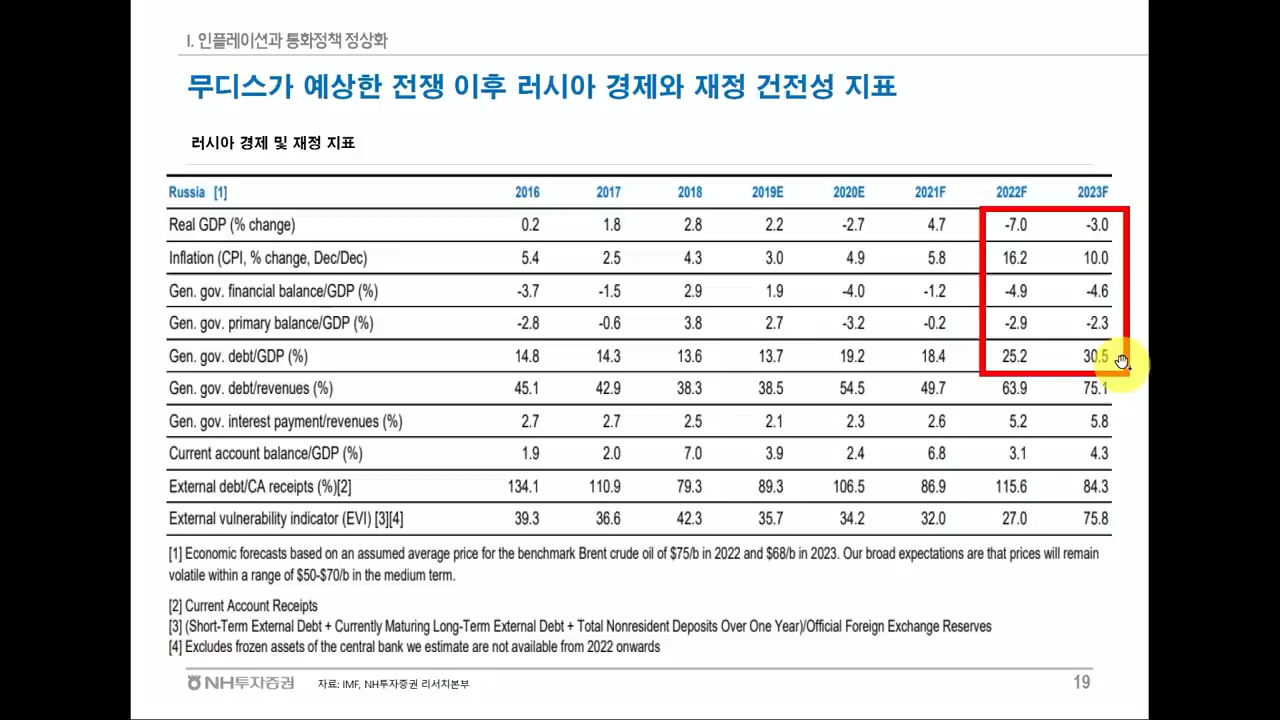 I. 인플레이션과 통화정책 정상화
무디스가 예상한 전쟁 이후 러시아 경제와 재정 건전성 지표
러시아 경제 및 재정 지표
Russia [1] 2016 2017 2018 2019E 2020E 2021F 2022F 2023F
Real GDP (% change) 0.2 1.8 2.8 2.2 -2.7 4.7 -7.0 -3.0
Inflation (CPI, % change, Dec/Dec) 5.4 2.5 4.3 3.0 4.9 5.8 16.2 10.0
Gen. gov. financial balance/GDP (%) -3.7 -1.5 2.9 1.9 -4.0 -1.2 -4.9 -4.6
Gen. gov. primary balance/GDP (%) -2.8 -0.6 3.8 2.7 -3.2 -0.2 -2.9 -2.3
Gen. gov. debt/GDP (%) 14.8 14.3 13.6 13.7 19.2 18.4 25.2 30.5
Gen. gov. debt/revenues (%) 45.1 42.9 38.3 38.5 54.5 49.7 63.9 75.1
Gen. gov. interest payment/revenues (%) 2.7 2.7 2.5 2.1 2.3 2.6 5.2 5.8
Current account balance/GDP (%) 1.9 2.0 7.0 3.9 2.4 6.8 3.1 4.3
External debt/CA receipts (%)[2] 134.1 110.9 79.3 89.3 106.5 86.9 115.6 84.3
External vulnerability indicator (EVI) [3][4] 39.3 36.6 42.3 35.7 34.2 32.0 27.0 75.8
[1] Economic forecasts based on an assumed average price for the benchmark Brent crude oil of $75/b in 2022 and $68/b in 2023. Our broad expectations are that prices will remain
volatile within a range of $50-$70/b in the medium term.
[2] Current Account Receipts
[3] (Short-Term External Debt + Currently Maturing Long-Term External Debt + Total Nonresident Deposits Over One Year)/Official Foreign Exchange Reserves
[4] Excludes frozen assets of the central bank we estimate are not available from 2022 onwards
NH투자증권 자료: IMF, NH투자증권 리서치본부 19